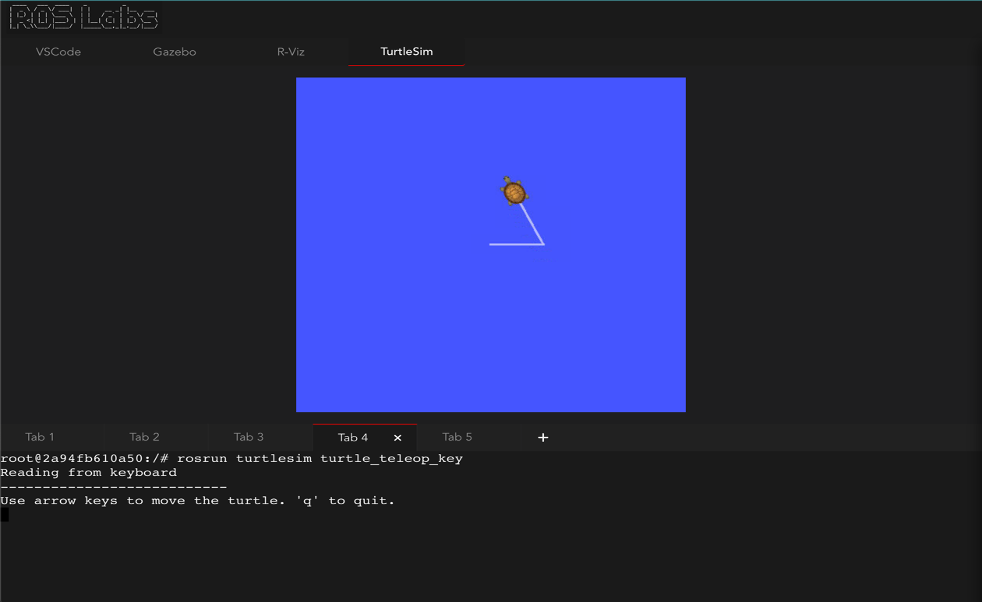 ROS Labs
VSCode Gazebo R-Viz TurtleSim
Tab 1 Tab 2 Tab 3 Tab 4 × Tab 5 +
root@2a94fb610a50:/# rosrun turtlesim turtle_teleop_key
Reading from keyboard
---------------------------
Use arrow keys to move the turtle. 'q' to quit.